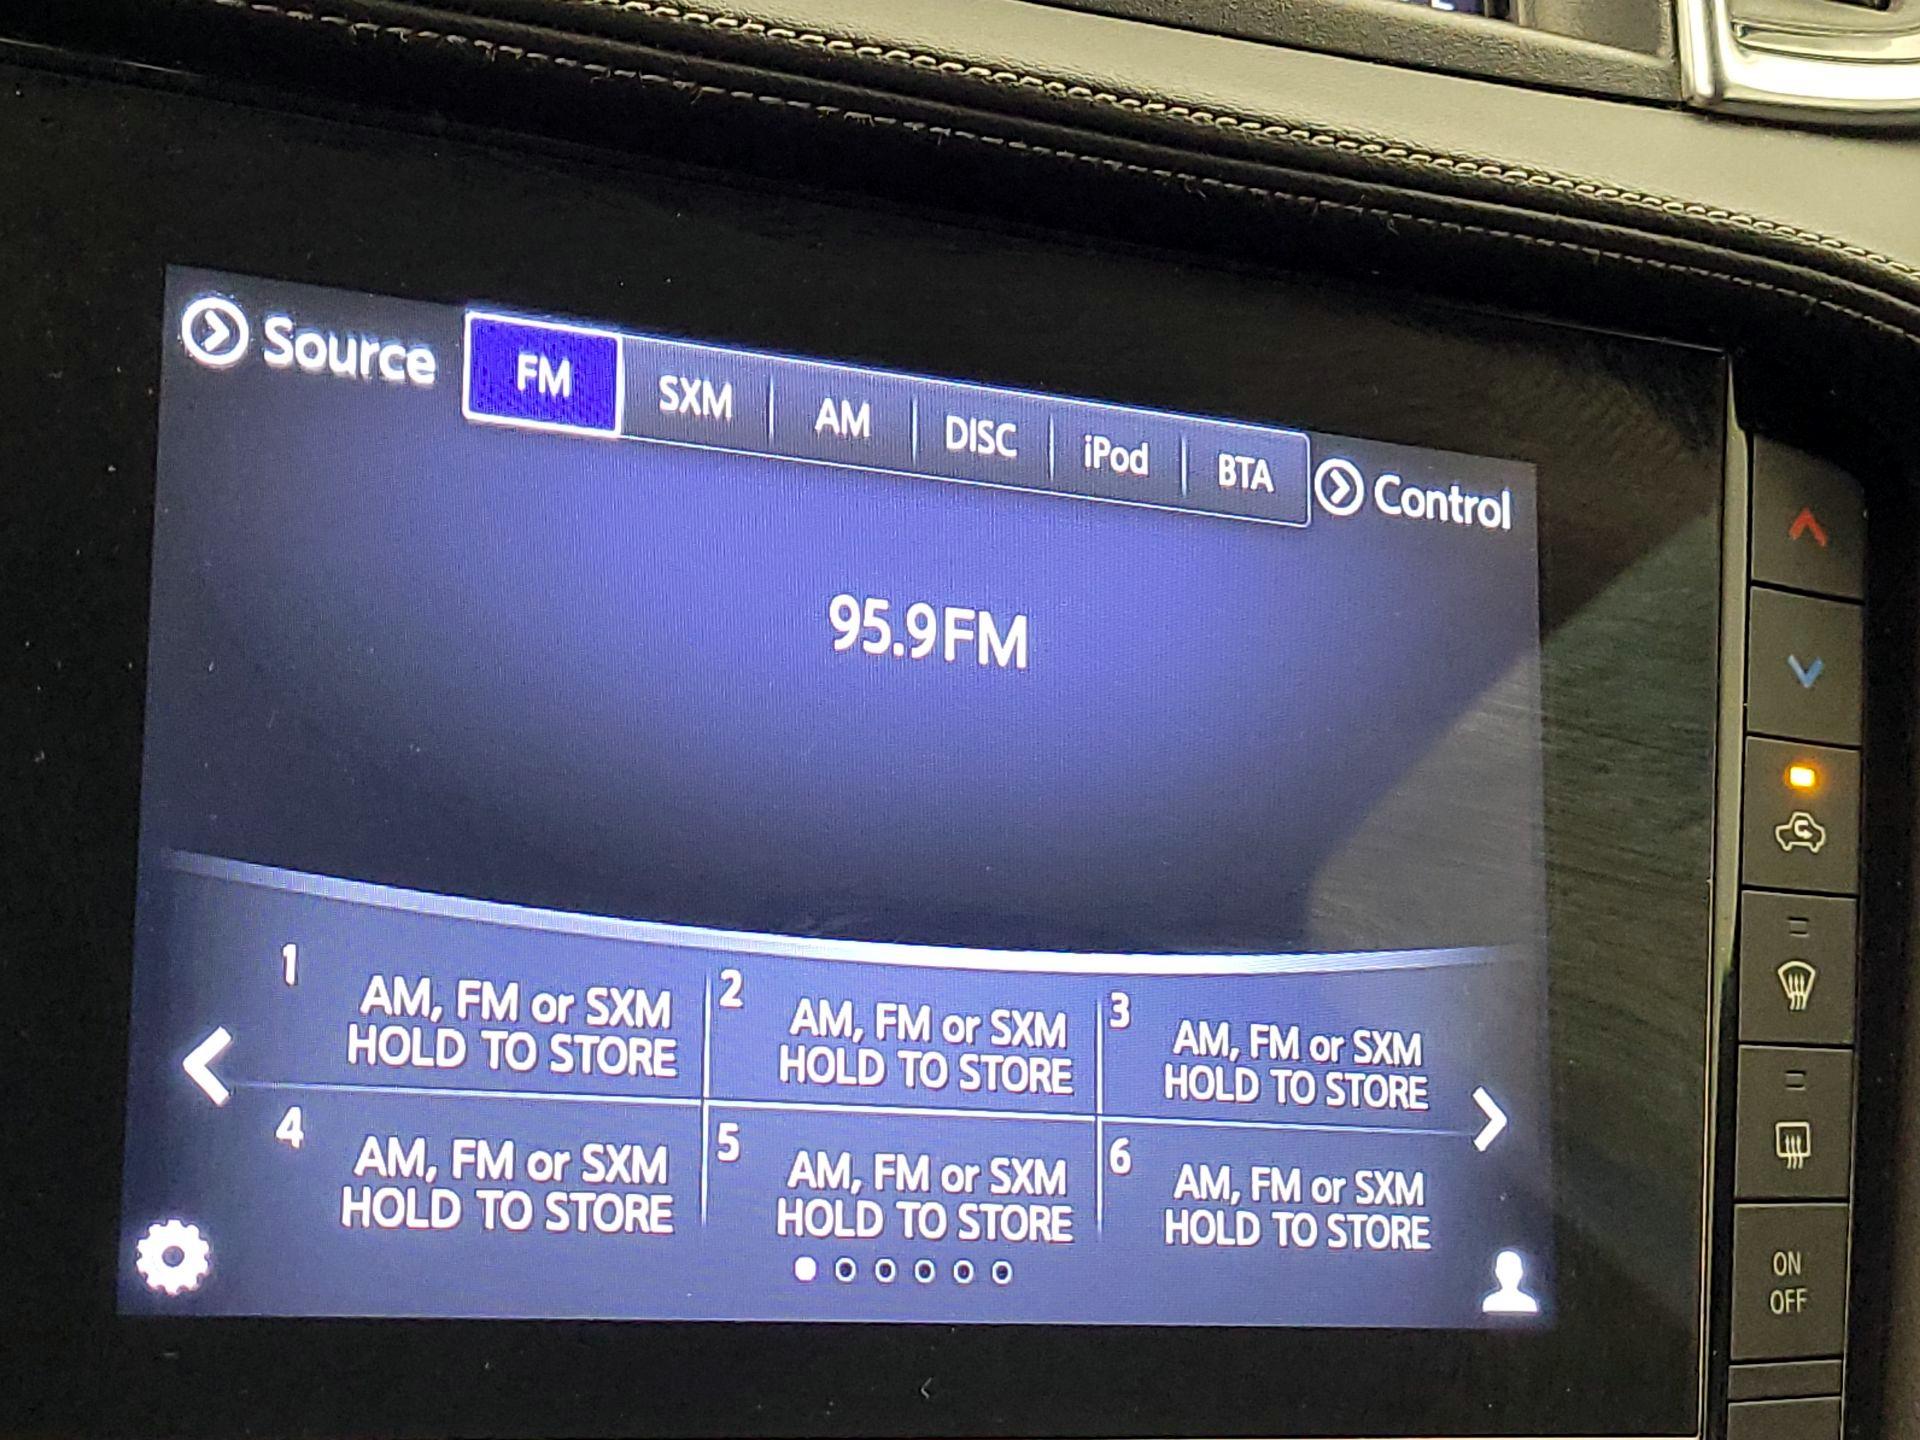 Source
FM
SXM
AM
DISC
iPod
BTA
Control
95.9FM
1
AM, FM or SXM
HOLD TO STORE
2
AM, FM or SXM
HOLD TO STORE
3
AM, FM or SXM
HOLD TO STORE
4
AM, FM or SXM
HOLD TO STORE
5
AM, FM or SXM
HOLD TO STORE
6
AM, FM or SXM
HOLD TO STORE
ON
OFF